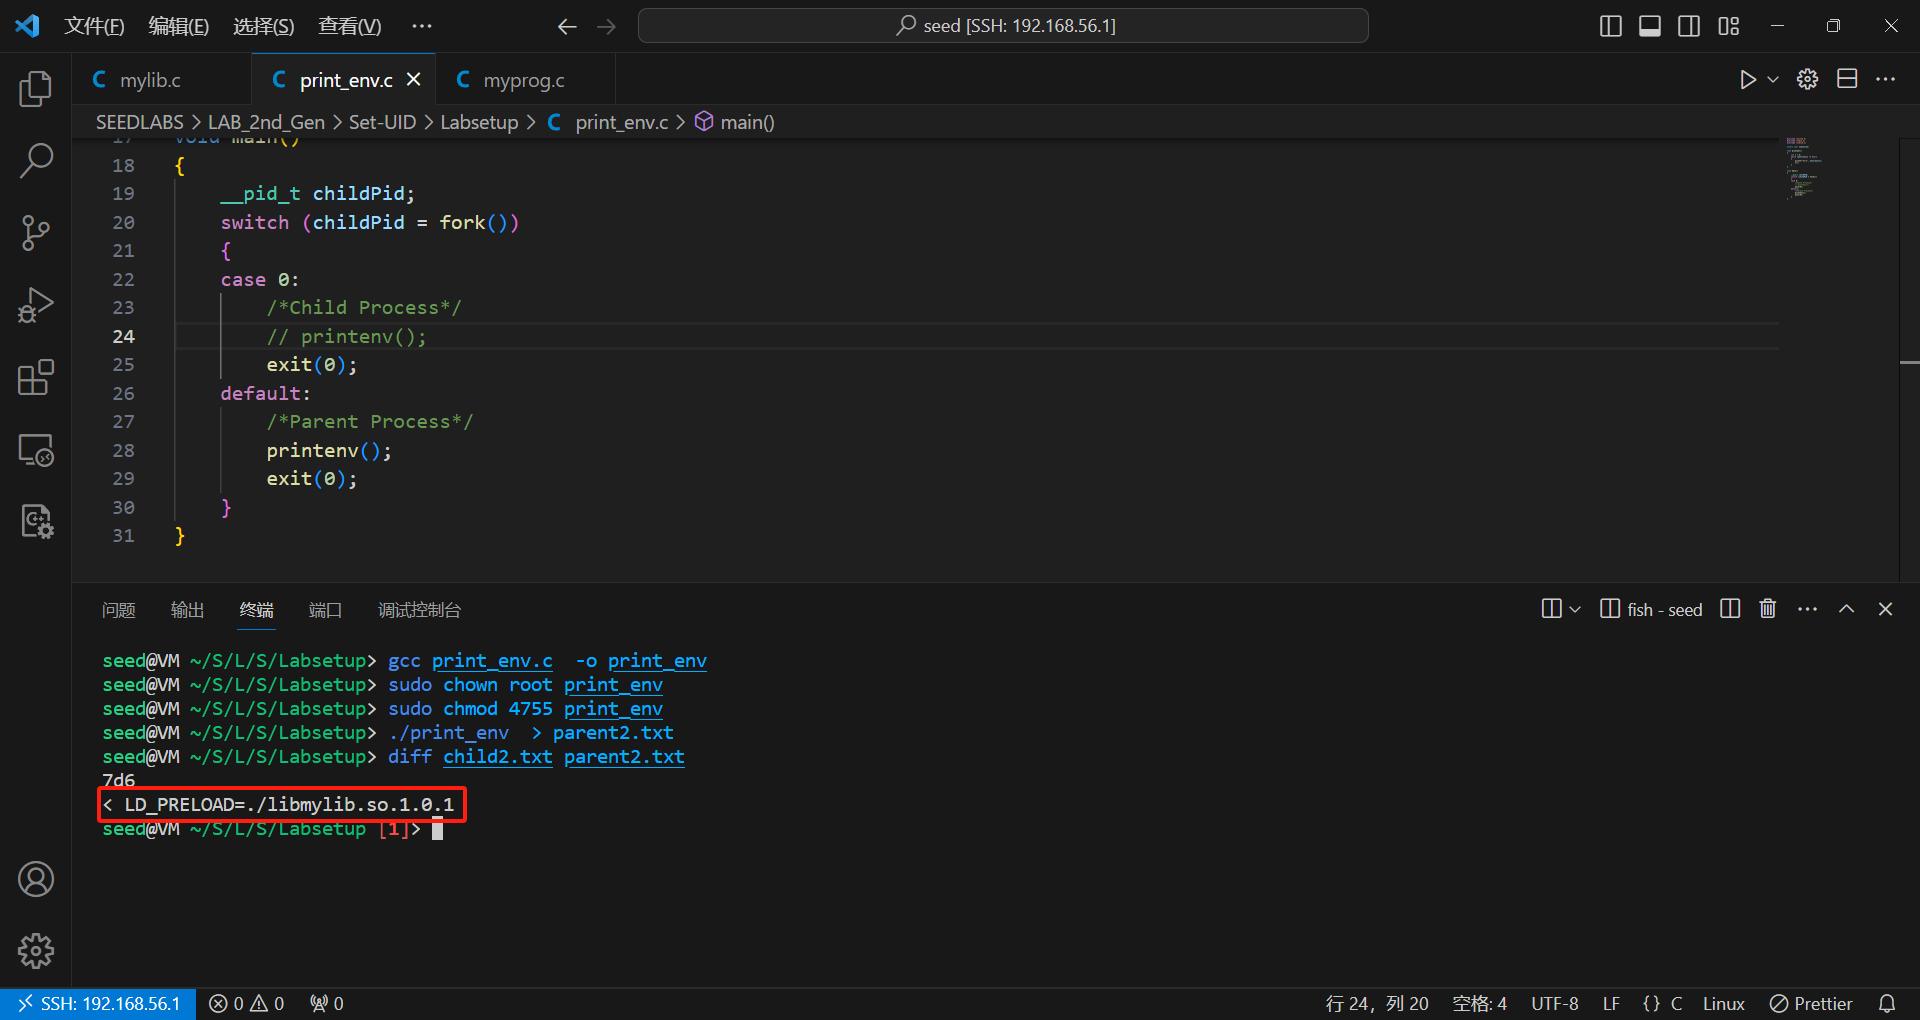 文件(F) 编辑(E) 选择(S) 查看(V) ··· seed [SSH: 192.168.56.1]
mylib.c print_env.c myprog.c
SEEDLABS > LAB_2nd_Gen > Set-UID > Labsetup > C print_env.c > main()
17 void main()
18 {
19 __pid_t childPid;
20 switch (childPid = fork())
21 {
22 case 0:
23 /*Child Process*/
24 // printenv();
25 exit(0);
26 default:
27 /*Parent Process*/
28 printenv();
29 exit(0);
30 }
31 }
问题 输出 终端 端口 调试控制台 fish - seed
seed@VM ~/S/L/S/Labsetup> gcc print_env.c  -o print_env
seed@VM ~/S/L/S/Labsetup> sudo chown root print_env
seed@VM ~/S/L/S/Labsetup> sudo chmod 4755 print_env
seed@VM ~/S/L/S/Labsetup> ./print_env  > parent2.txt
seed@VM ~/S/L/S/Labsetup> diff child2.txt parent2.txt
7d6
< LD_PRELOAD=./libmylib.so.1.0.1
seed@VM ~/S/L/S/Labsetup [1]>
SSH: 192.168.56.1 0 0 0 行 24，列 20 空格: 4 UTF-8 LF {} C Linux Prettier